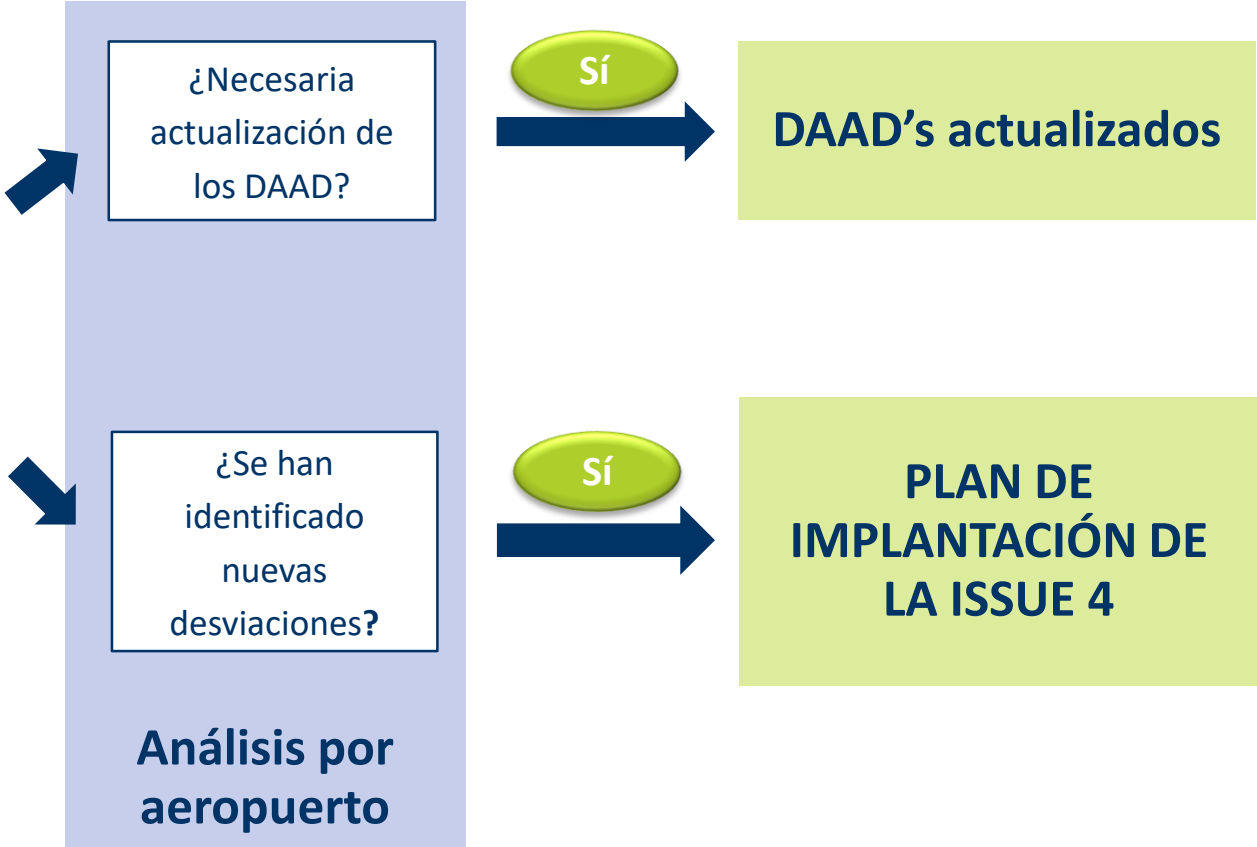 ¿Necesaria
actualización de
los DAAD?
Sí
DAAD’s actualizados
¿Se han
identificado
nuevas
desviaciones?
Sí
PLAN DE
IMPLANTACIÓN DE
LA ISSUE 4
Análisis por
aeropuerto